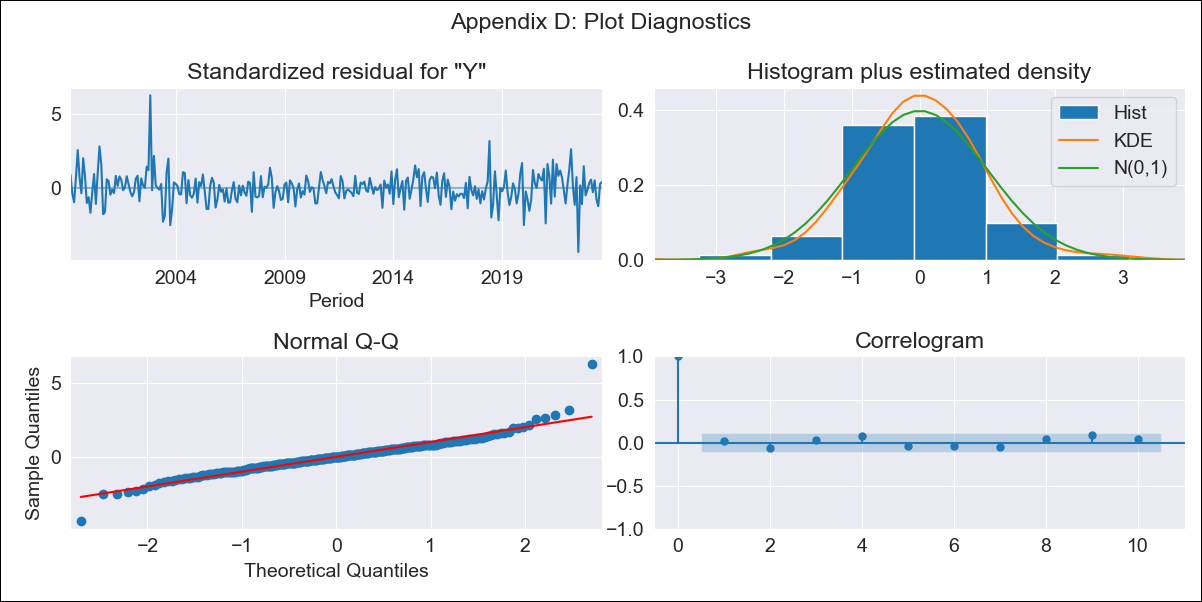 Appendix D: Plot Diagnostics
Standardized residual for "Y"
5
0
2004 2009 2014 2019
Period
Histogram plus estimated density
0.4
0.2
0.0
−3 −2 −1 0 1 2 3
Hist
KDE
N(0,1)
Normal Q-Q
Sample Quantiles
5
0
−2 −1 0 1 2
Theoretical Quantiles
Correlogram
1.0
0.5
0.0
−0.5
−1.0
0 2 4 6 8 10